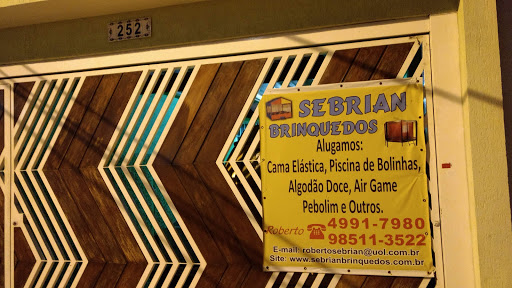 252
SEBRIAN
BRINQUEDOS
Alugamos:
Cama Elástica, Piscina de Bolinhas,
Algodão Doce, Air Game
Pebolim e Outros.
Roberto ☎ 4991-7980
98511-3522
E-mail: robertosebrian@uol.com.br
Site: www.sebrianbrinquedos.com.br